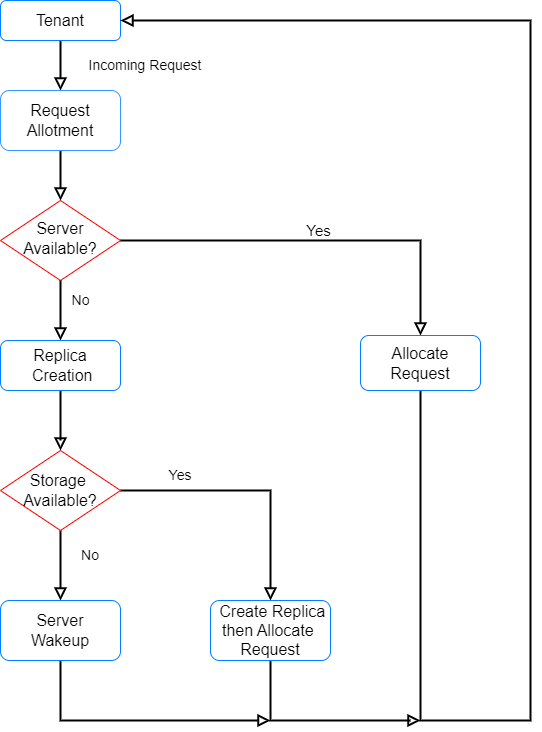 Tenant
Incoming Request
Request
Allotment
Server
Available?
Yes
No
Replica
Creation
Allocate
Request
Storage
Available?
Yes
No
Server
Wakeup
Create Replica
then Allocate
Request